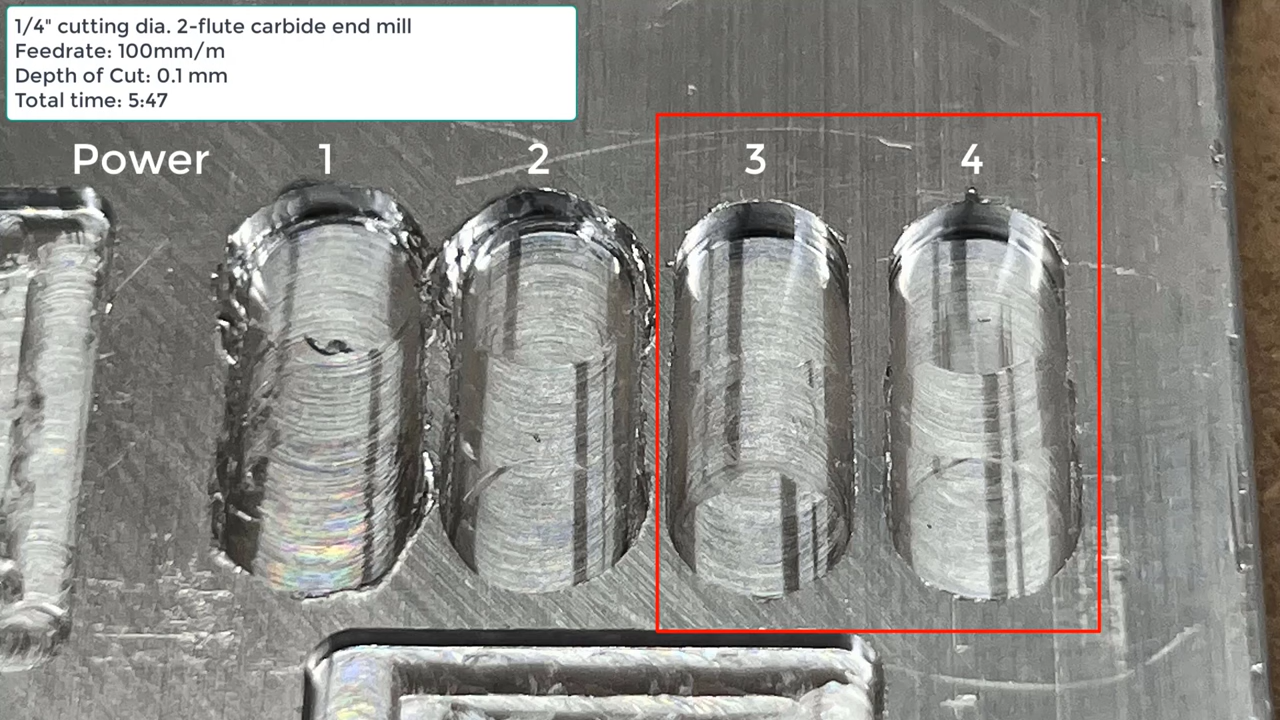 1/4" cutting dia. 2-flute carbide end mill
Feedrate: 100mm/m
Depth of Cut: 0.1 mm
Total time: 5:47
Power 1 2 3 4